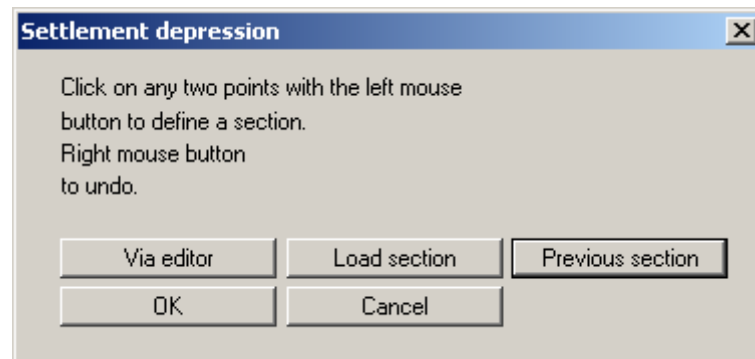 Settlement depression
Click on any two points with the left mouse
button to define a section.
Right mouse button
to undo.
Via editor Load section Previous section
OK Cancel